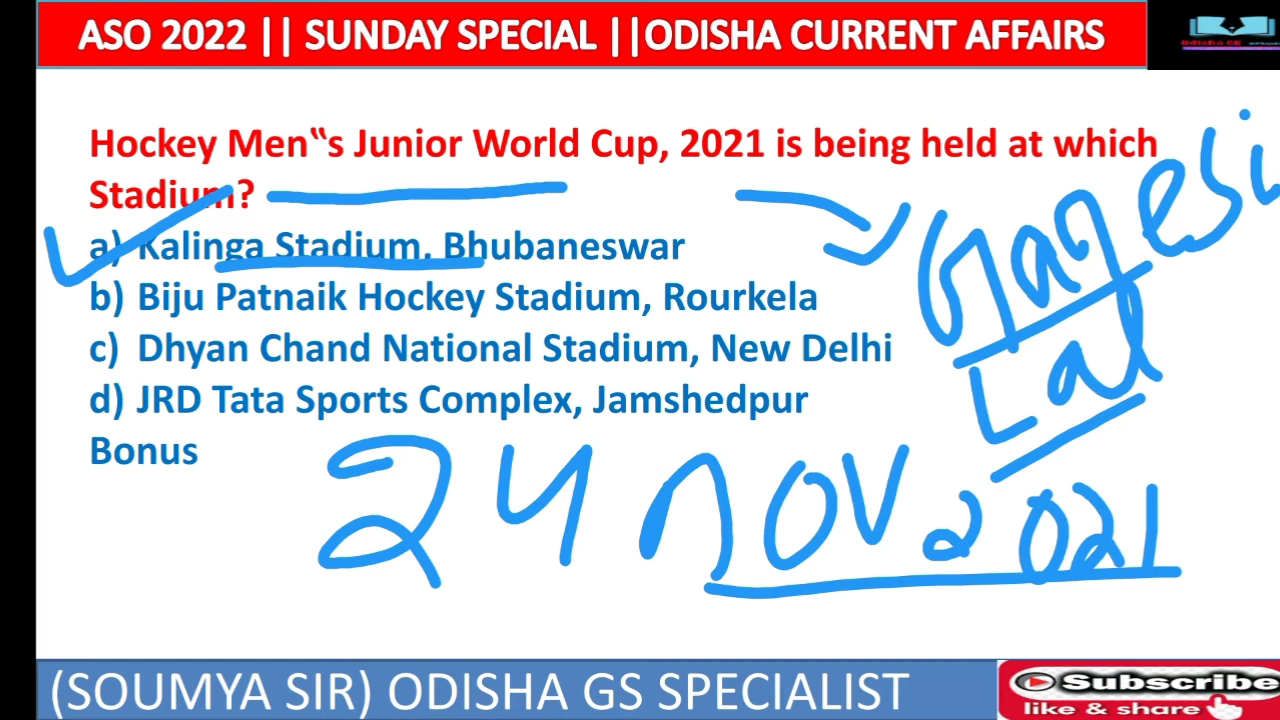 ASO 2022 || SUNDAY SPECIAL ||ODISHA CURRENT AFFAIRS
Hockey Men‟s Junior World Cup, 2021 is being held at which
Stadium?
a) Kalinga Stadium, Bhubaneswar
b) Biju Patnaik Hockey Stadium, Rourkela
c) Dhyan Chand National Stadium, New Delhi
d) JRD Tata Sports Complex, Jamshedpur
Bonus
Lal
24 nov 2021
(SOUMYA SIR) ODISHA GS SPECIALIST
Subscribe
like & share